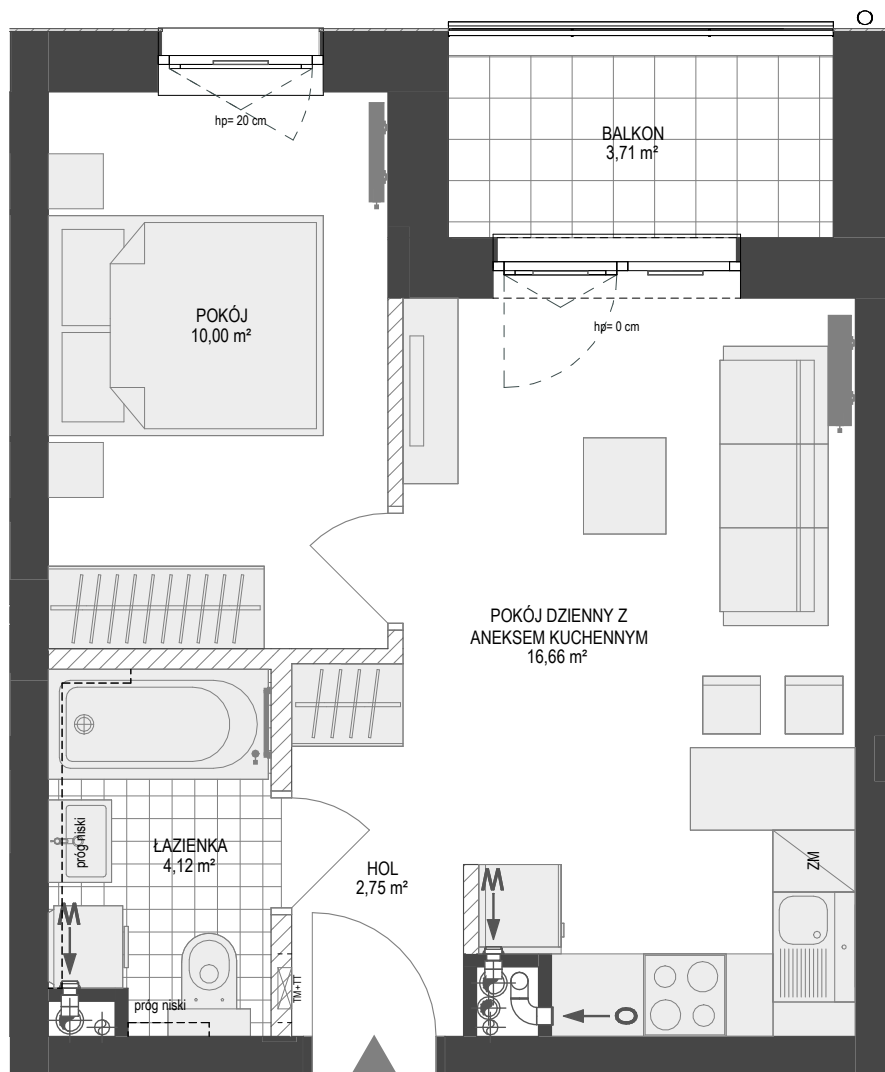 hp= 20 cm
BALKON
3,71 m²
POKÓJ
10,00 m²
hp= 0 cm
POKÓJ DZIENNY Z
ANEKSEM KUCHENNYM
16,66 m²
próg niski
ŁAZIENKA
4,12 m²
HOL
2,75 m²
ZM
M
M
TM+TT
próg niski
O